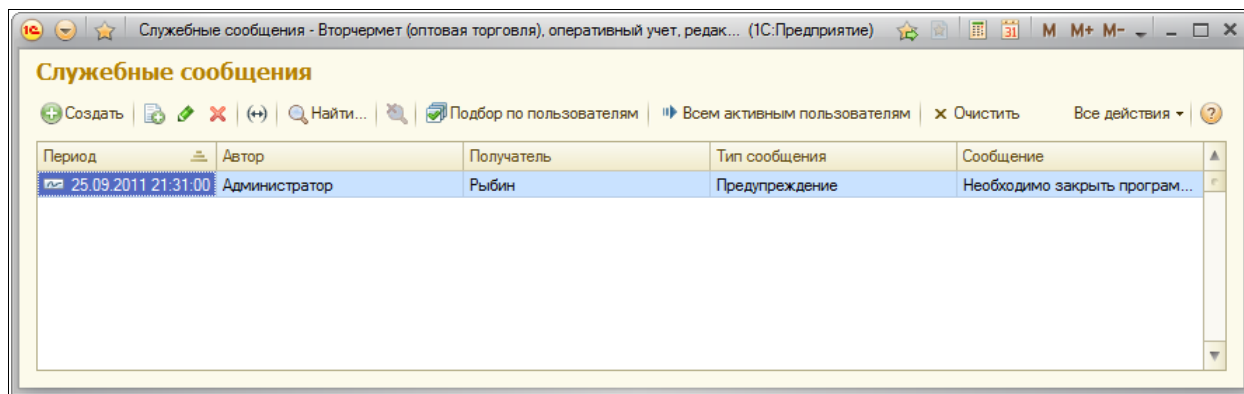 Служебные сообщения - Вторчермет (оптовая торговля), оперативный учет, редак... (1С:Предприятие) 31 M M+ M-
Служебные сообщения
Создать (↔) Найти... Подбор по пользователям Всем активным пользователям Очистить Все действия ?
Период Автор Получатель Тип сообщения Сообщение
25.09.2011 21:31:00 Администратор Рыбин Предупреждение Необходимо закрыть програм...